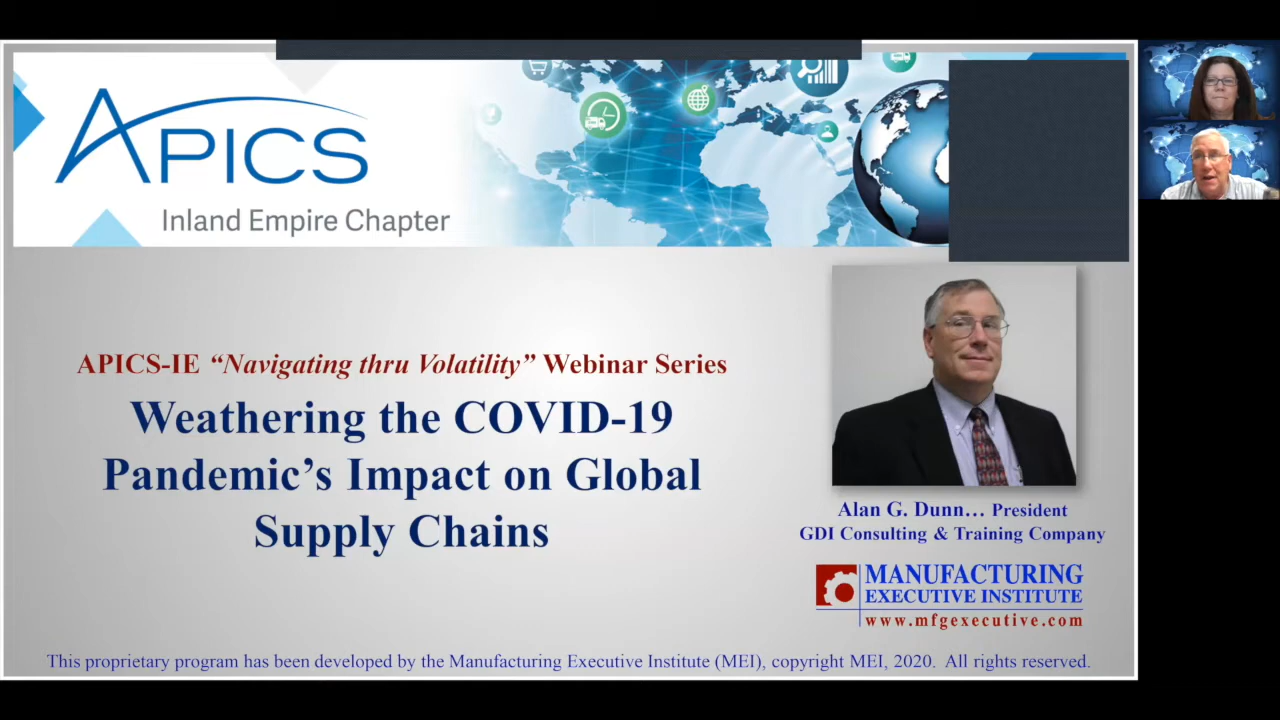 APICS
Inland Empire Chapter
APICS-IE “Navigating thru Volatility” Webinar Series
Weathering the COVID-19
Pandemic’s Impact on Global
Supply Chains
Alan G. Dunn… President
GDI Consulting & Training Company
MANUFACTURING
EXECUTIVE INSTITUTE
www.mfgexecutive.com
This proprietary program has been developed by the Manufacturing Executive Institute (MEI), copyright MEI, 2020.  All rights reserved.